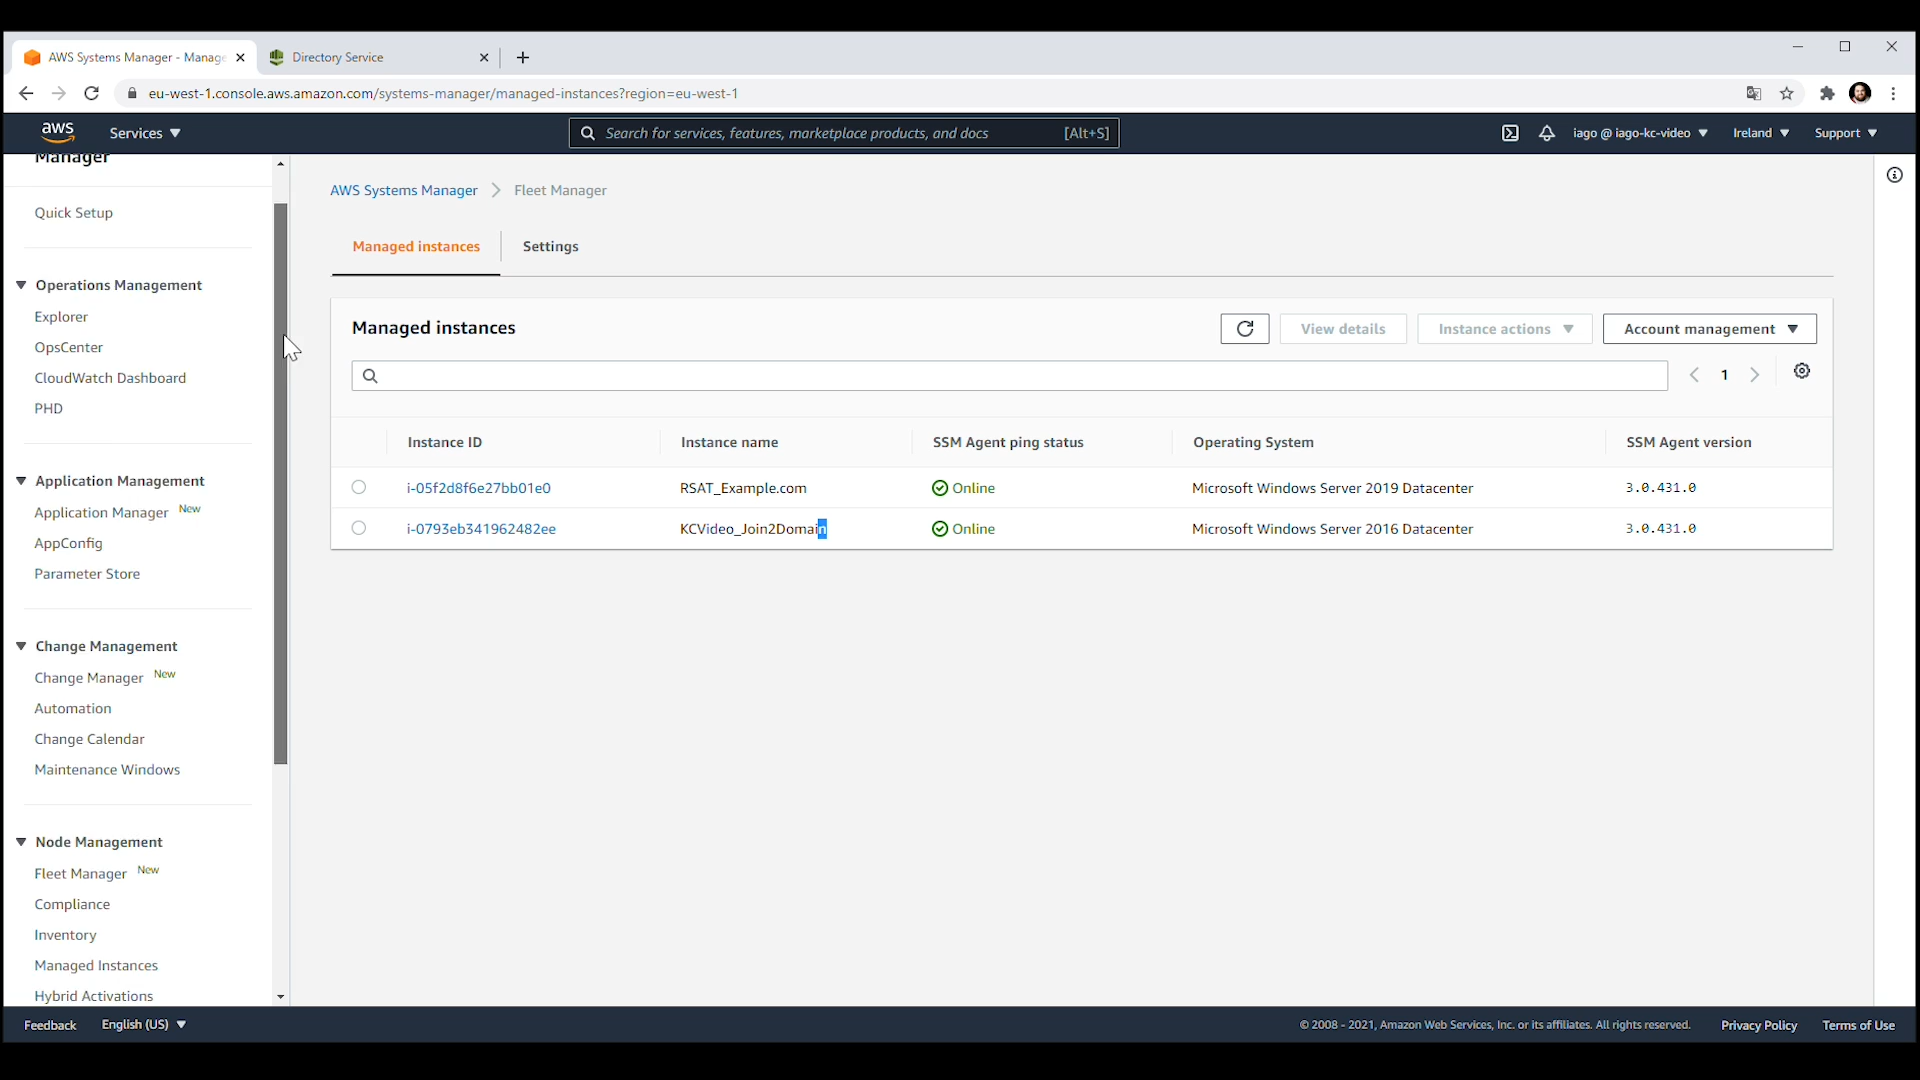 AWS Systems Manager - Manage
Directory Service
eu-west-1.console.aws.amazon.com/systems-manager/managed-instances?region=eu-west-1
aws
Services
Search for services, features, marketplace products, and docs
[Alt+S]
iago @ iago-kc-video
Ireland
Support
Manager
Quick Setup
Operations Management
Explorer
OpsCenter
CloudWatch Dashboard
PHD
Application Management
Application Manager New
AppConfig
Parameter Store
Change Management
Change Manager New
Automation
Change Calendar
Maintenance Windows
Node Management
Fleet Manager New
Compliance
Inventory
Managed Instances
Hybrid Activations
AWS Systems Manager
Fleet Manager
Managed instances
Settings
Managed instances
View details
Instance actions
Account management
1
Instance ID
Instance name
SSM Agent ping status
Operating System
SSM Agent version
i-05f2d8f6e27bb01e0
RSAT_Example.com
Online
Microsoft Windows Server 2019 Datacenter
3.0.431.0
i-0793eb341962482ee
KCVideo_Join2Domain
Online
Microsoft Windows Server 2016 Datacenter
3.0.431.0
Feedback
English (US)
© 2008 - 2021, Amazon Web Services, Inc. or its affiliates. All rights reserved.
Privacy Policy
Terms of Use